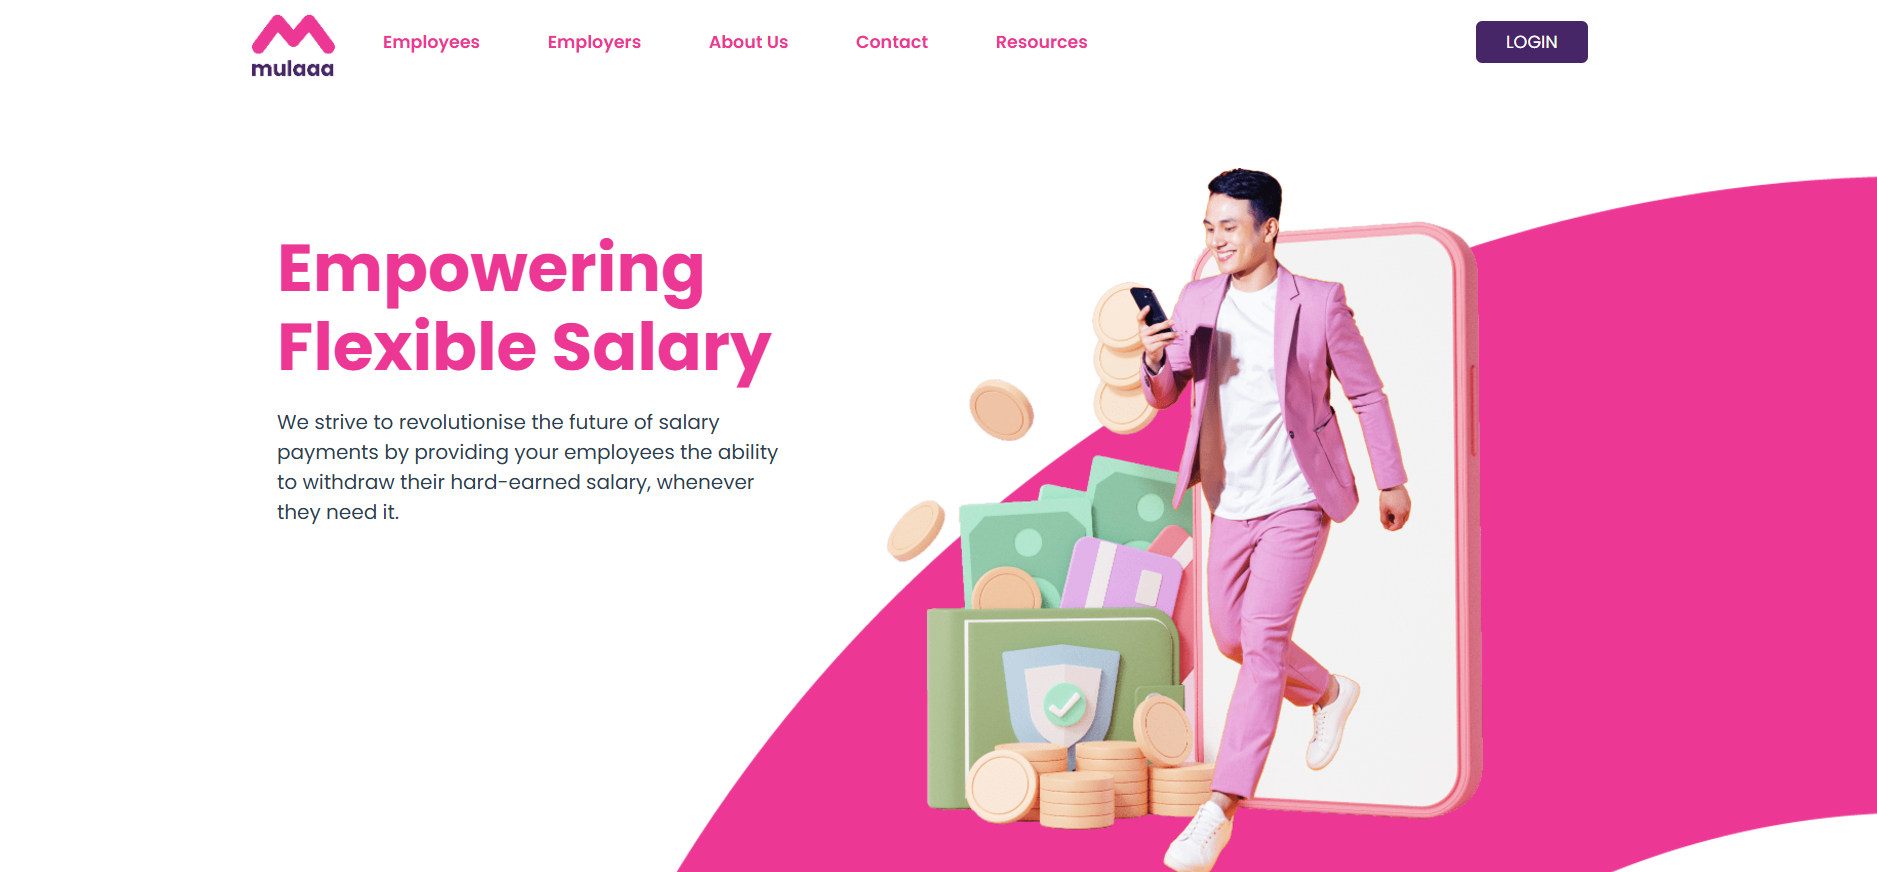 mulaaa
Employees
Employers
About Us
Contact
Resources
LOGIN
Empowering
Flexible Salary
We strive to revolutionise the future of salary
payments by providing your employees the ability
to withdraw their hard-earned salary, whenever
they need it.